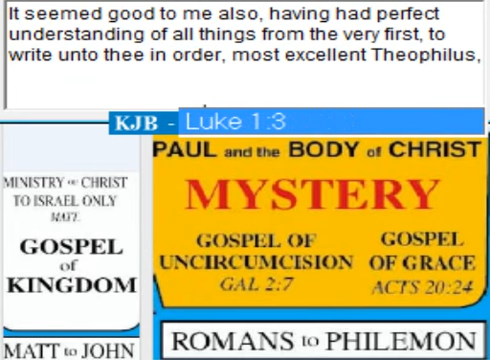 It seemed good to me also, having had perfect
understanding of all things from the very first, to
write unto thee in order, most excellent Theophilus,
KJB - Luke 1:3
MINISTRY OF CHRIST
TO ISRAEL ONLY
MATT.
GOSPEL
of
KINGDOM
MATT to JOHN
PAUL and the BODY of CHRIST
MYSTERY
GOSPEL OF
UNCIRCUMCISION
GAL 2:7
GOSPEL
OF GRACE
ACTS 20:24
ROMANS to PHILEMON